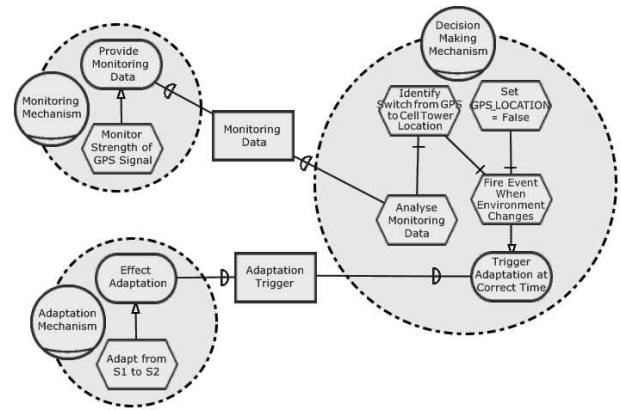 Provide
Monitoring
Data
Monitoring
Mechanism
Monitor
Strength of
GPS Signal
Monitoring
Data
Decision
Making
Mechanism
Identify
Switch from GPS
to Cell Tower
Location
Set
GPS_LOCATION
= False
Analyse
Monitoring
Data
Fire Event
When
Environment
Changes
Trigger
Adaptation at
Correct Time
Effect
Adaptation
Adaptation
Trigger
Adaptation
Mechanism
Adapt from
S1 to S2